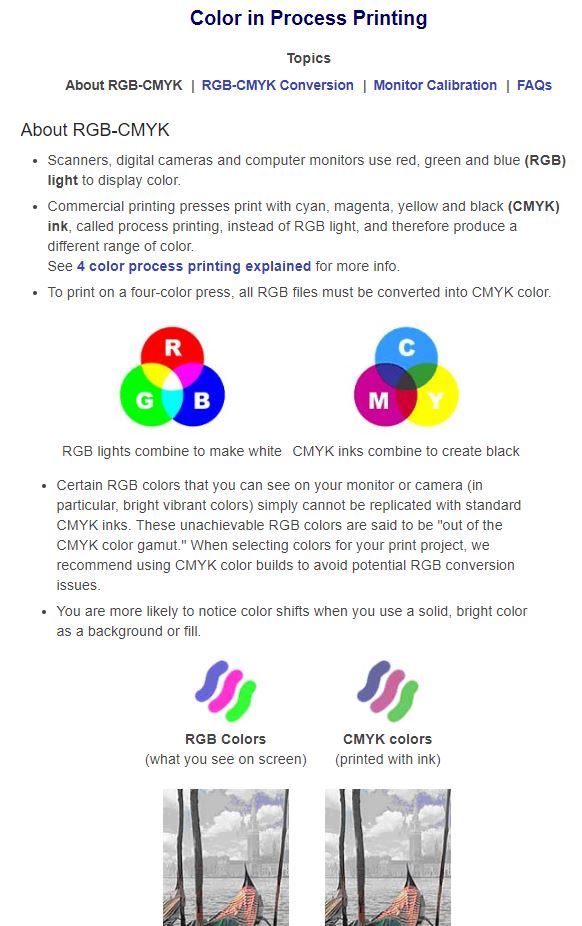 Color in Process Printing
Topics
About RGB-CMYK | RGB-CMYK Conversion | Monitor Calibration | FAQs
About RGB-CMYK
• Scanners, digital cameras and computer monitors use red, green and blue (RGB)
light to display color.
• Commercial printing presses print with cyan, magenta, yellow and black (CMYK)
ink, called process printing, instead of RGB light, and therefore produce a
different range of color.
See 4 color process printing explained for more info.
• To print on a four-color press, all RGB files must be converted into CMYK color.
R
G B
C
M Y
RGB lights combine to make white
CMYK inks combine to create black
• Certain RGB colors that you can see on your monitor or camera (in
particular, bright vibrant colors) simply cannot be replicated with standard
CMYK inks. These unachievable RGB colors are said to be "out of the
CMYK color gamut." When selecting colors for your print project, we
recommend using CMYK color builds to avoid potential RGB conversion
issues.
• You are more likely to notice color shifts when you use a solid, bright color
as a background or fill.
RGB Colors
(what you see on screen)
CMYK colors
(printed with ink)